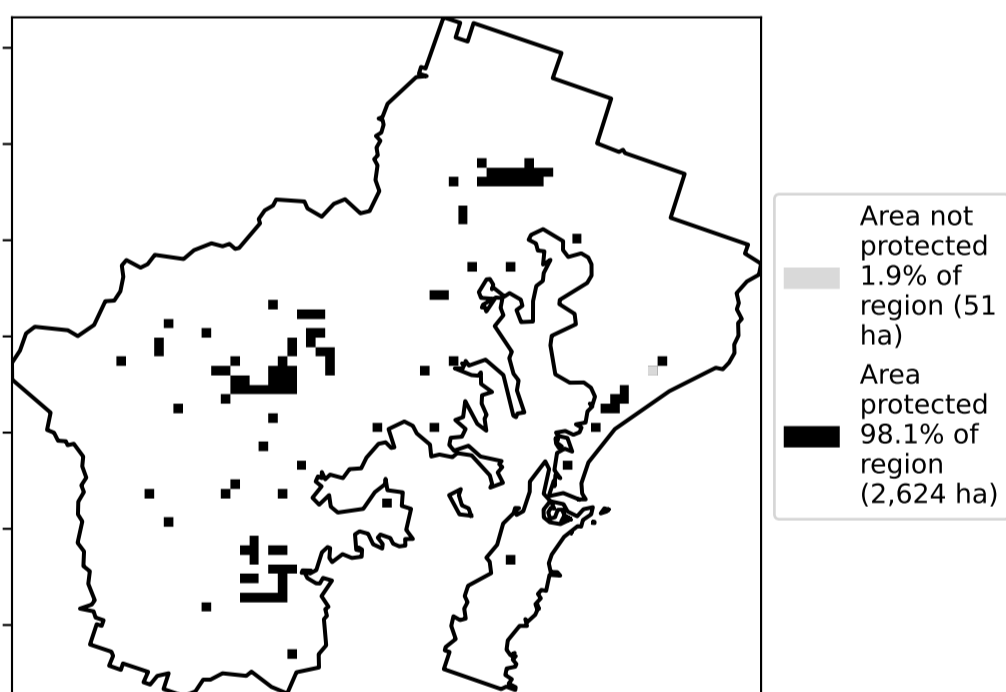 Area not
protected
1.9% of
region (51
ha)
Area
protected
98.1% of
region
(2,624 ha)